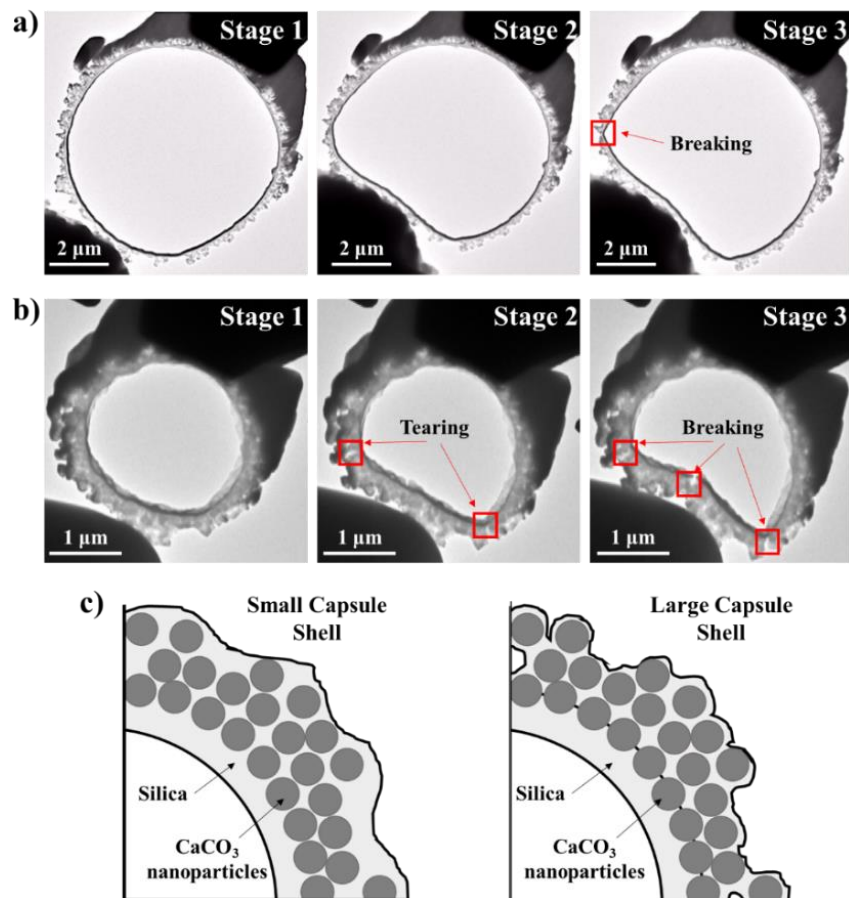 a)
Stage 1
Stage 2
Stage 3
Breaking
2 µm
2 µm
2 µm
b)
Stage 1
Stage 2
Stage 3
Tearing
Breaking
1 µm
1 µm
1 µm
c)
Small Capsule
Shell
Large Capsule
Shell
Silica
Silica
CaCO₃
nanoparticles
CaCO₃
nanoparticles